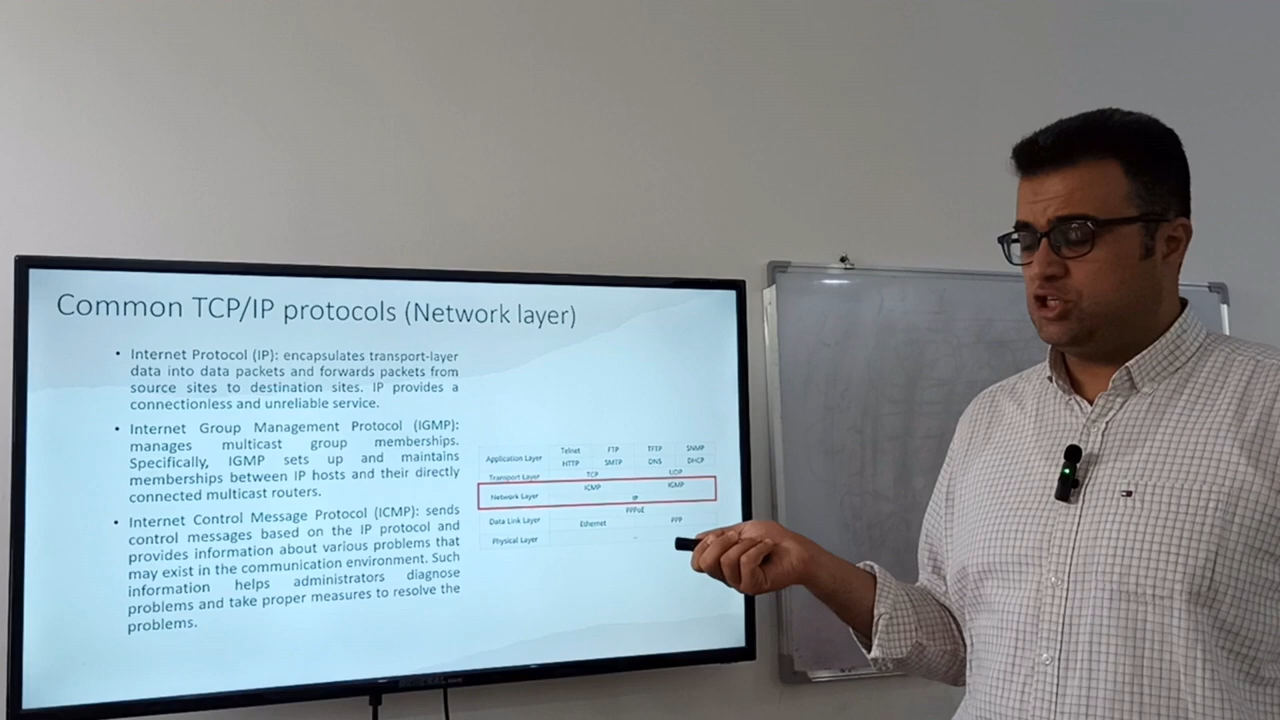 Common TCP/IP protocols (Network layer)
• Internet Protocol (IP): encapsulates transport-layer
data into data packets and forwards packets from
source sites to destination sites. IP provides a
connectionless and unreliable service.
• Internet Group Management Protocol (IGMP):
manages multicast group memberships.
Specifically, IGMP sets up and maintains
memberships between IP hosts and their directly
connected multicast routers.
• Internet Control Message Protocol (ICMP): sends
control messages based on the IP protocol and
provides information about various problems that
may exist in the communication environment. Such
information helps administrators diagnose
problems and take proper measures to resolve the
problems.
Application Layer
Telnet FTP TFTP SNMP
HTTP SMTP DNS DHCP
Transport Layer TCP UDP
Network Layer
ICMP IGMP
IP
Data Link Layer
PPPoE
Ethernet PPP
Physical Layer ...